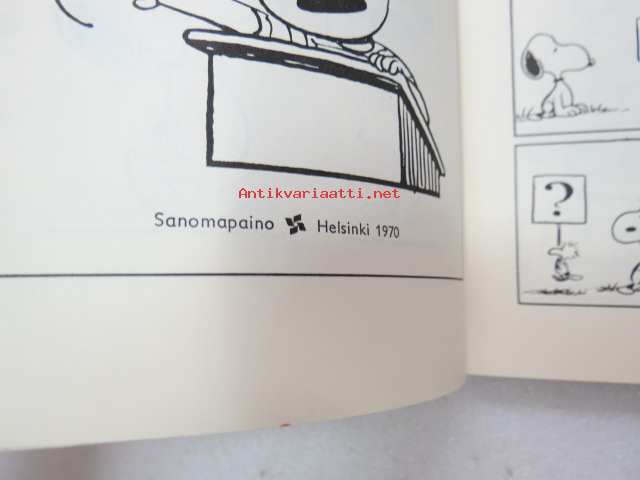 Antikvariaatti.net
Sanomapaino Helsinki 1970
?